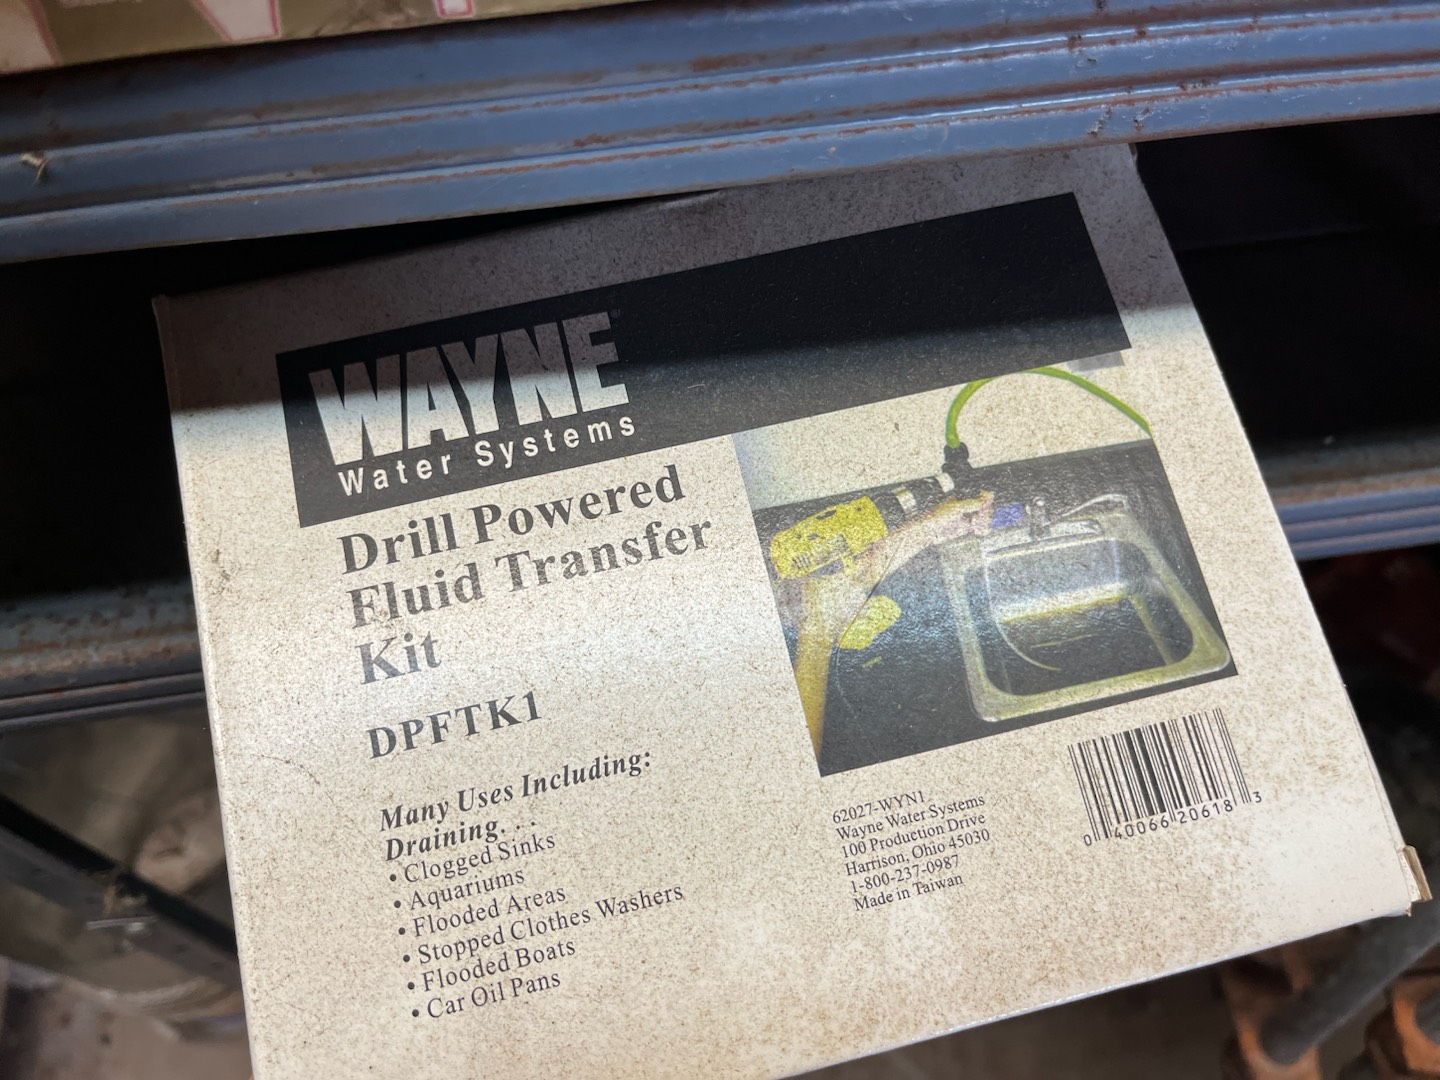 WAYNE
Water Systems
Drill Powered
Fluid Transfer
Kit
DPFTK1
Many Uses Including:
Draining. . .
• Clogged Sinks
• Aquariums
• Flooded Areas
• Stopped Clothes Washers
• Flooded Boats
• Car Oil Pans
62027-WYN1
Wayne Water Systems
100 Production Drive
Harrison, Ohio 45030
1-800-237-0987
Made in Taiwan
0 40066 20618 3